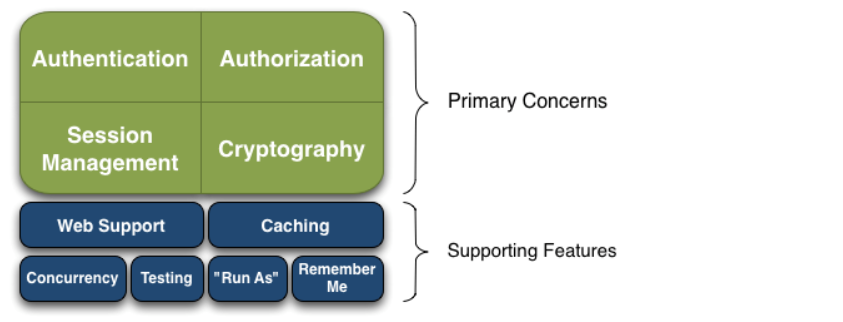 Authentication
Authorization
Primary Concerns
Session
Management
Cryptography
Web Support
Caching
Supporting Features
Concurrency
Testing
"Run As"
Remember
Me